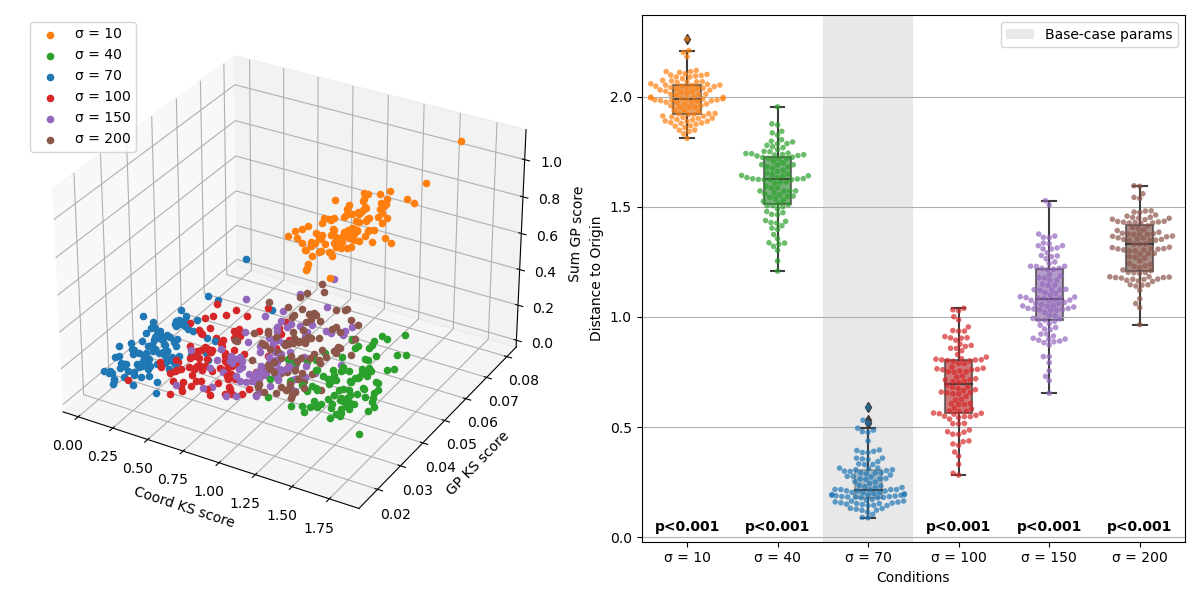 σ = 10
σ = 40
σ = 70
σ = 100
σ = 150
σ = 200
0.00
0.25
0.50
0.75
1.00
1.25
1.50
1.75
Coord KS score
0.02
0.03
0.04
0.05
0.06
0.07
0.08
GP KS score
0.0
0.2
0.4
0.6
0.8
1.0
Sum GP score
Base-case params
2.0
1.5
1.0
0.5
0.0
Distance to Origin
p<0.001 p<0.001 p<0.001 p<0.001 p<0.001
σ = 10 σ = 40 σ = 70 σ = 100 σ = 150 σ = 200
Conditions